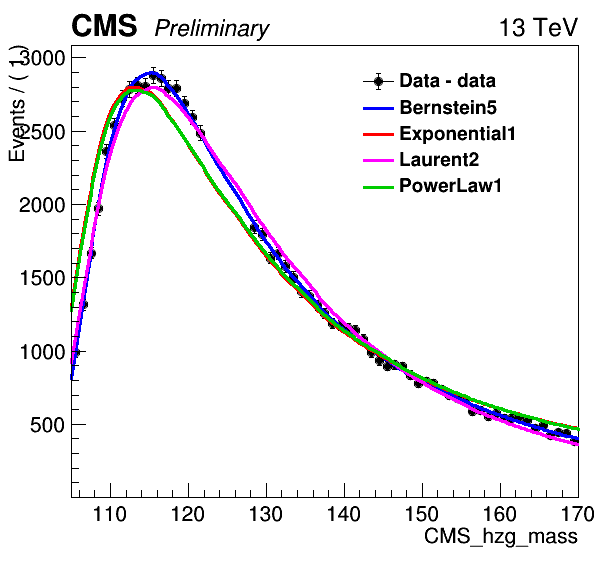 CMS Preliminary 13 TeV
Events / ( 1 )
3000
2500
2000
1500
1000
500
Data - data
Bernstein5
Exponential1
Laurent2
PowerLaw1
110 120 130 140 150 160 170
CMS_hzg_mass